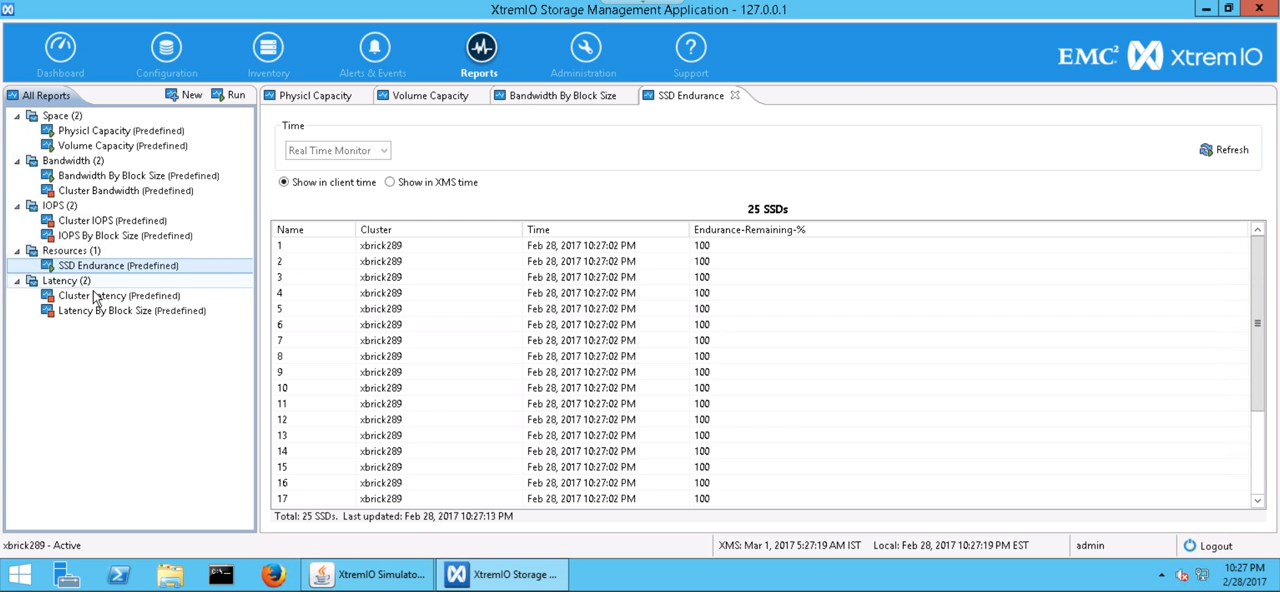 XtremIO Storage Management Application - 127.0.0.1
Dashboard Configuration Inventory Alerts & Events Reports Administration Support
EMC² XtremIO
All Reports New Run
Space (2)
Physicl Capacity (Predefined)
Volume Capacity (Predefined)
Bandwidth (2)
Bandwidth By Block Size (Predefined)
Cluster Bandwidth (Predefined)
IOPS (2)
Cluster IOPS (Predefined)
IOPS By Block Size (Predefined)
Resources (1)
SSD Endurance (Predefined)
Latency (2)
Cluster Latency (Predefined)
Latency By Block Size (Predefined)
Physicl Capacity Volume Capacity Bandwidth By Block Size SSD Endurance
Time
Real Time Monitor
Refresh
Show in client time Show in XMS time
25 SSDs
Name Cluster Time Endurance-Remaining-%
1 xbrick289 Feb 28, 2017 10:27:02 PM 100
2 xbrick289 Feb 28, 2017 10:27:02 PM 100
3 xbrick289 Feb 28, 2017 10:27:02 PM 100
4 xbrick289 Feb 28, 2017 10:27:02 PM 100
5 xbrick289 Feb 28, 2017 10:27:02 PM 100
6 xbrick289 Feb 28, 2017 10:27:02 PM 100
7 xbrick289 Feb 28, 2017 10:27:02 PM 100
8 xbrick289 Feb 28, 2017 10:27:02 PM 100
9 xbrick289 Feb 28, 2017 10:27:02 PM 100
10 xbrick289 Feb 28, 2017 10:27:02 PM 100
11 xbrick289 Feb 28, 2017 10:27:02 PM 100
12 xbrick289 Feb 28, 2017 10:27:02 PM 100
13 xbrick289 Feb 28, 2017 10:27:02 PM 100
14 xbrick289 Feb 28, 2017 10:27:02 PM 100
15 xbrick289 Feb 28, 2017 10:27:02 PM 100
16 xbrick289 Feb 28, 2017 10:27:02 PM 100
17 xbrick289 Feb 28, 2017 10:27:02 PM 100
Total: 25 SSDs. Last updated: Feb 28, 2017 10:27:13 PM
xbrick289 - Active XMS: Mar 1, 2017 5:27:19 AM IST Local: Feb 28, 2017 10:27:19 PM EST admin Logout
XtremIO Simulato... XtremIO Storage ...
10:27 PM
2/28/2017